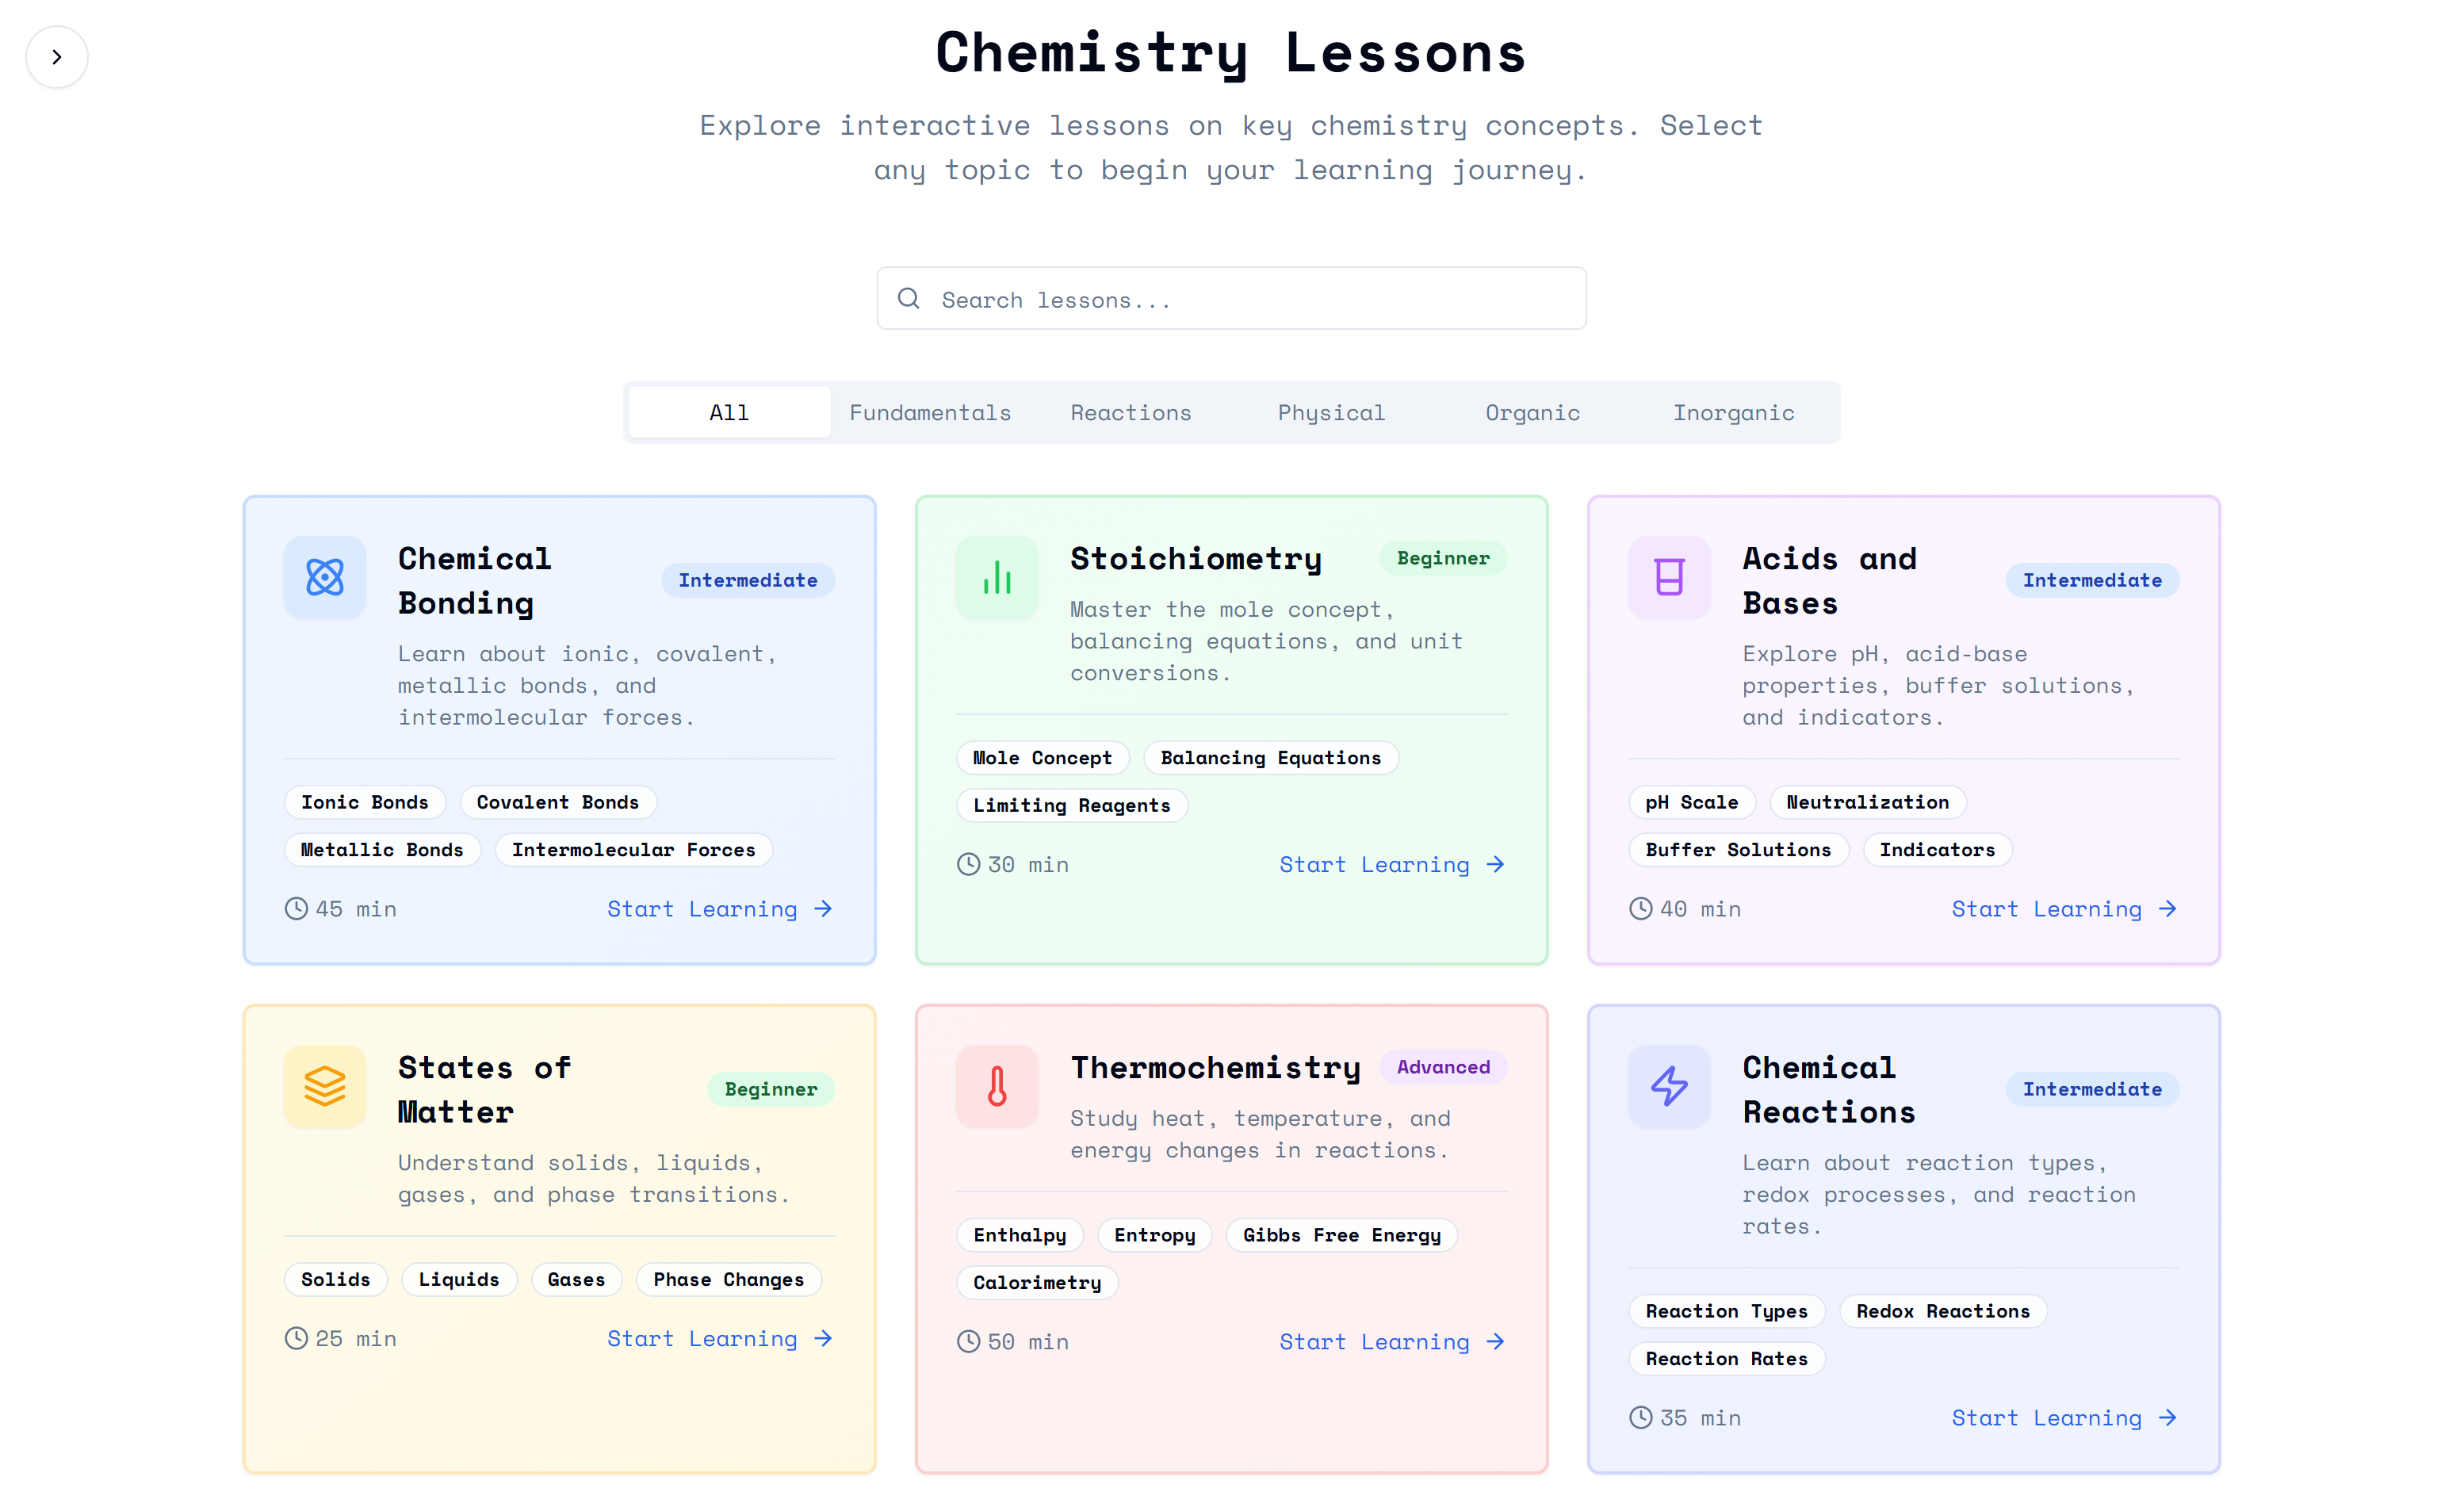 Chemistry Lessons
Explore interactive lessons on key chemistry concepts. Select
any topic to begin your learning journey.
Search lessons...
All
Fundamentals
Reactions
Physical
Organic
Inorganic
Chemical
Bonding
Intermediate
Learn about ionic, covalent,
metallic bonds, and
intermolecular forces.
Ionic Bonds
Covalent Bonds
Metallic Bonds
Intermolecular Forces
45 min
Start Learning
Stoichiometry
Beginner
Master the mole concept,
balancing equations, and unit
conversions.
Mole Concept
Balancing Equations
Limiting Reagents
30 min
Start Learning
Acids and
Bases
Intermediate
Explore pH, acid-base
properties, buffer solutions,
and indicators.
pH Scale
Neutralization
Buffer Solutions
Indicators
40 min
Start Learning
States of
Matter
Beginner
Understand solids, liquids,
gases, and phase transitions.
Solids
Liquids
Gases
Phase Changes
25 min
Start Learning
Thermochemistry
Advanced
Study heat, temperature, and
energy changes in reactions.
Enthalpy
Entropy
Gibbs Free Energy
Calorimetry
50 min
Start Learning
Chemical
Reactions
Intermediate
Learn about reaction types,
redox processes, and reaction
rates.
Reaction Types
Redox Reactions
Reaction Rates
35 min
Start Learning